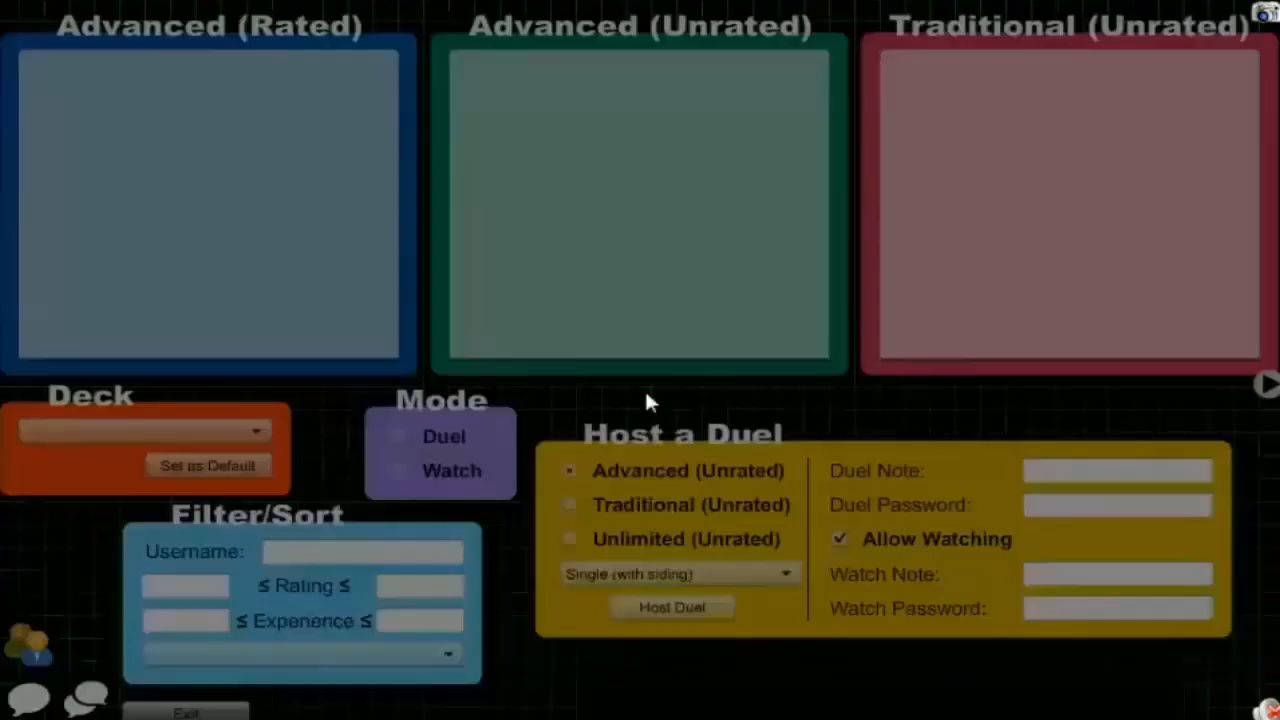 Advanced (Rated)
Advanced (Unrated)
Traditional (Unrated)
Deck
Set as Default
Mode
Duel
Watch
Filter/Sort
Username:
≤ Rating ≤
≤ Experience ≤
Host a Duel
Advanced (Unrated)
Traditional (Unrated)
Unlimited (Unrated)
Single (with siding)
Host Duel
Duel Note:
Duel Password:
Allow Watching
Watch Note:
Watch Password:
Exit